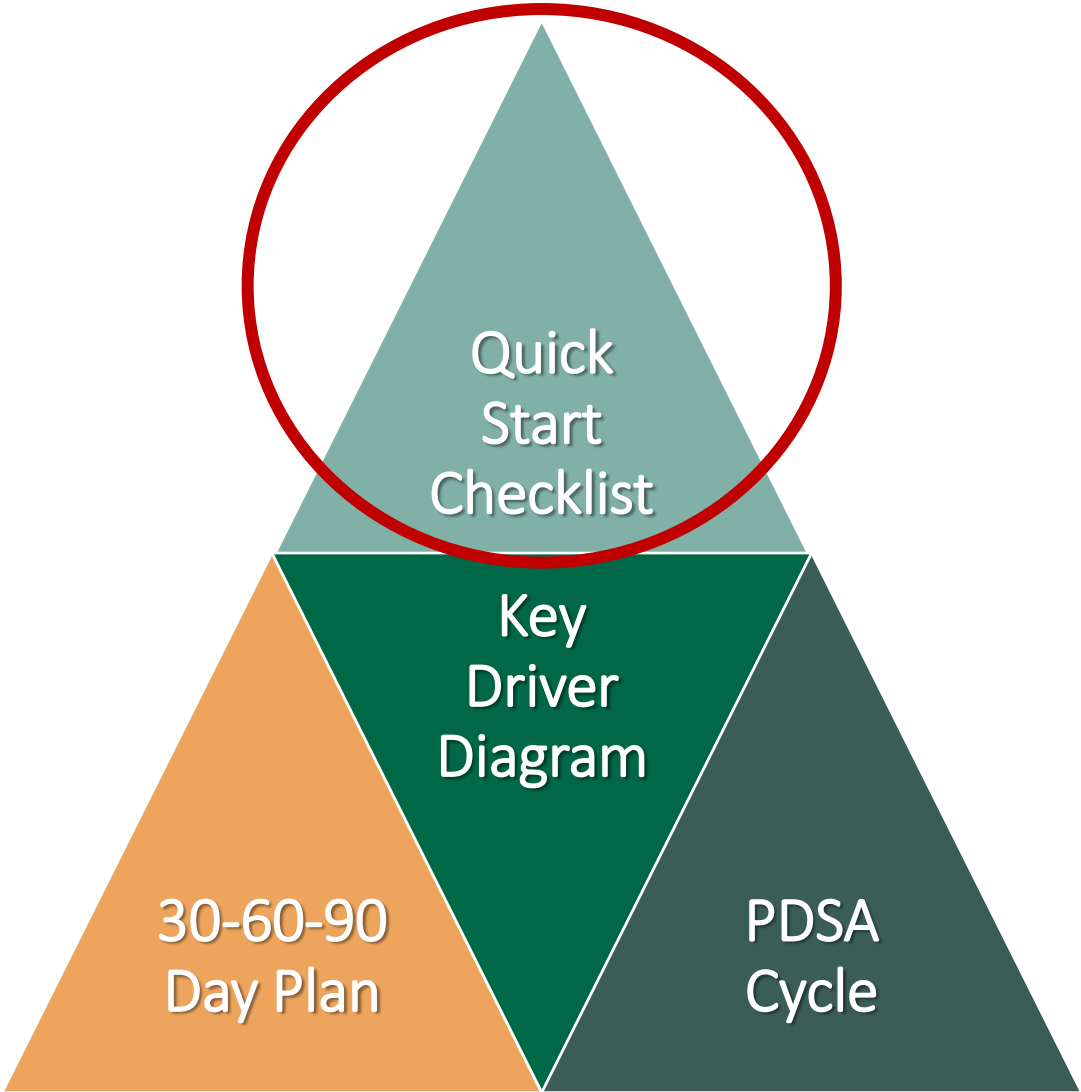 Quick
Start
Checklist
Key
Driver
Diagram
30-60-90
Day Plan
PDSA
Cycle